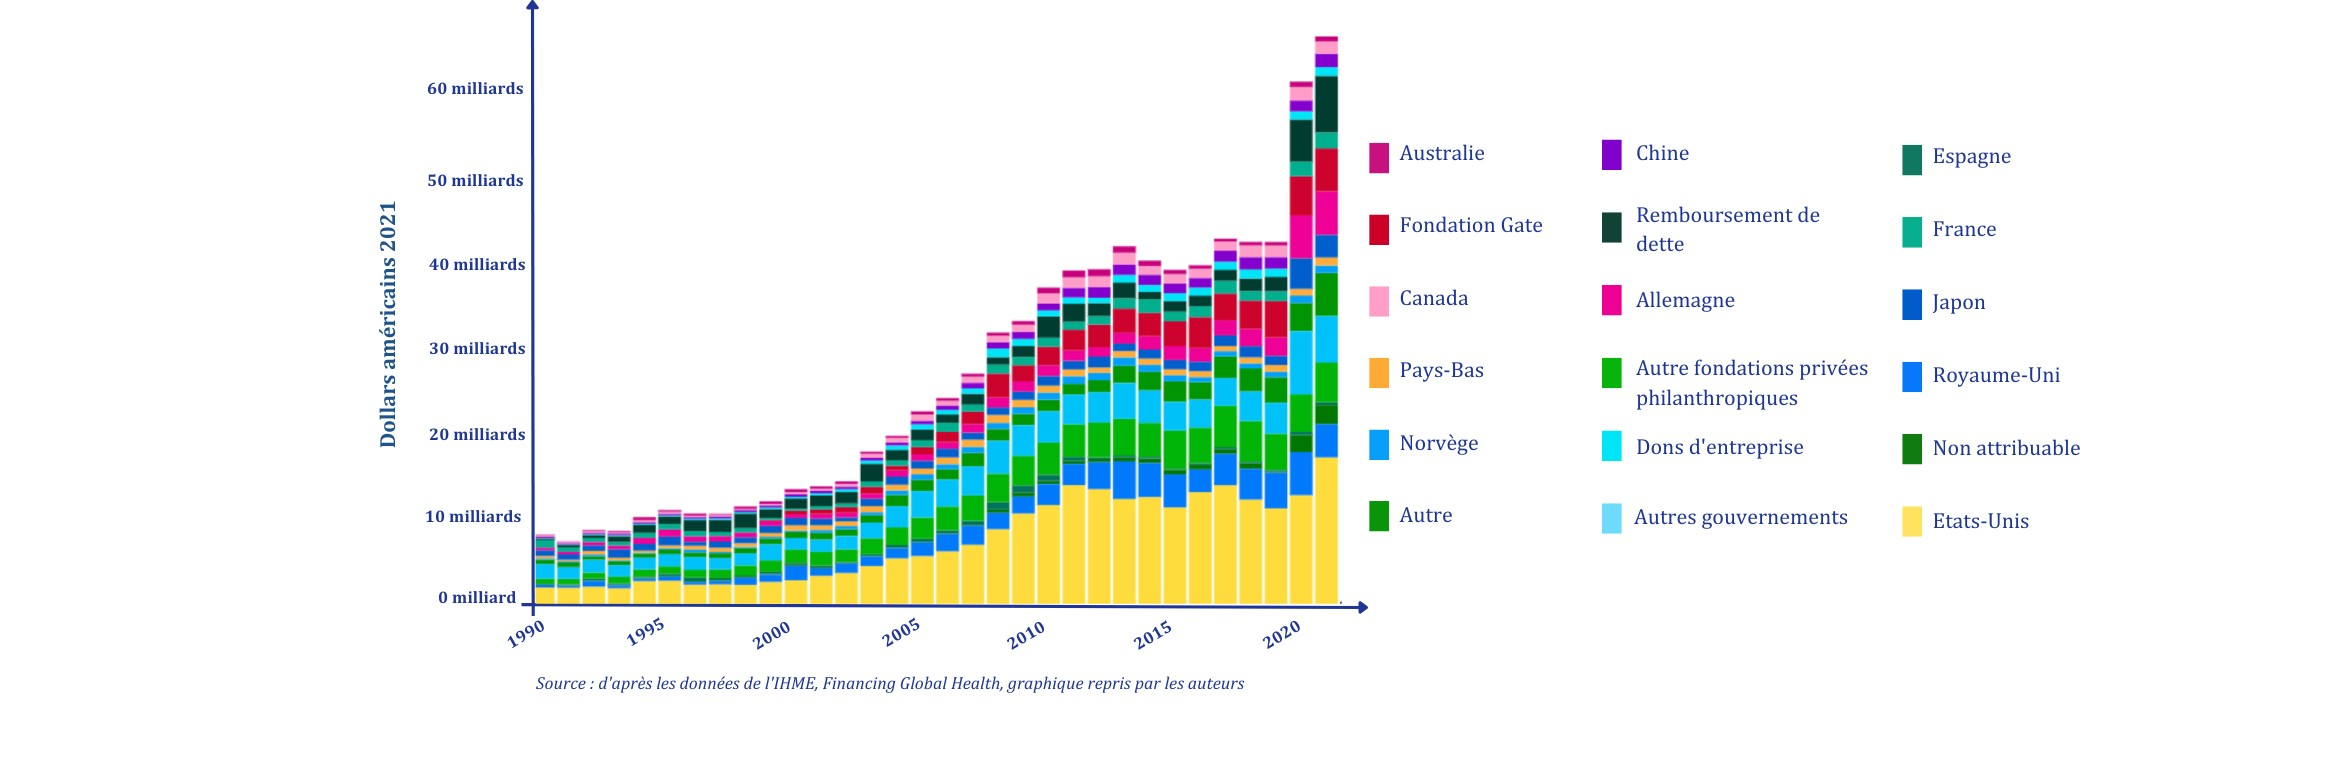 Dollars américains 2021
60 milliards
50 milliards
40 milliards
30 milliards
20 milliards
10 milliards
0 milliard
1990
1995
2000
2005
2010
2015
2020
Australie
Fondation Gate
Canada
Pays-Bas
Norvège
Autre
Chine
Remboursement de
dette
Allemagne
Autre fondations privées
philanthropiques
Dons d'entreprise
Autres gouvernements
Espagne
France
Japon
Royaume-Uni
Non attribuable
Etats-Unis
Source : d'après les données de l'IHME, Financing Global Health, graphique repris par les auteurs